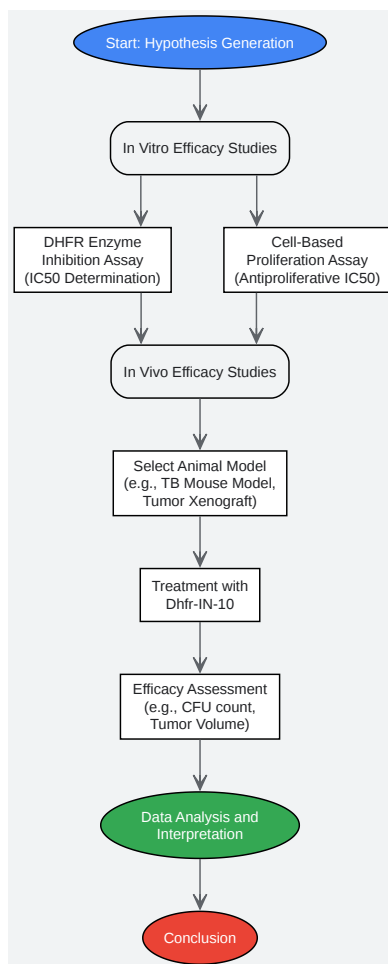 Start: Hypothesis Generation
In Vitro Efficacy Studies
DHFR Enzyme
Inhibition Assay
(IC50 Determination)
Cell-Based
Proliferation Assay
(Antiproliferative IC50)
In Vivo Efficacy Studies
Select Animal Model
(e.g., TB Mouse Model,
Tumor Xenograft)
Treatment with
Dhfr-IN-10
Efficacy Assessment
(e.g., CFU count,
Tumor Volume)
Data Analysis and
Interpretation
Conclusion